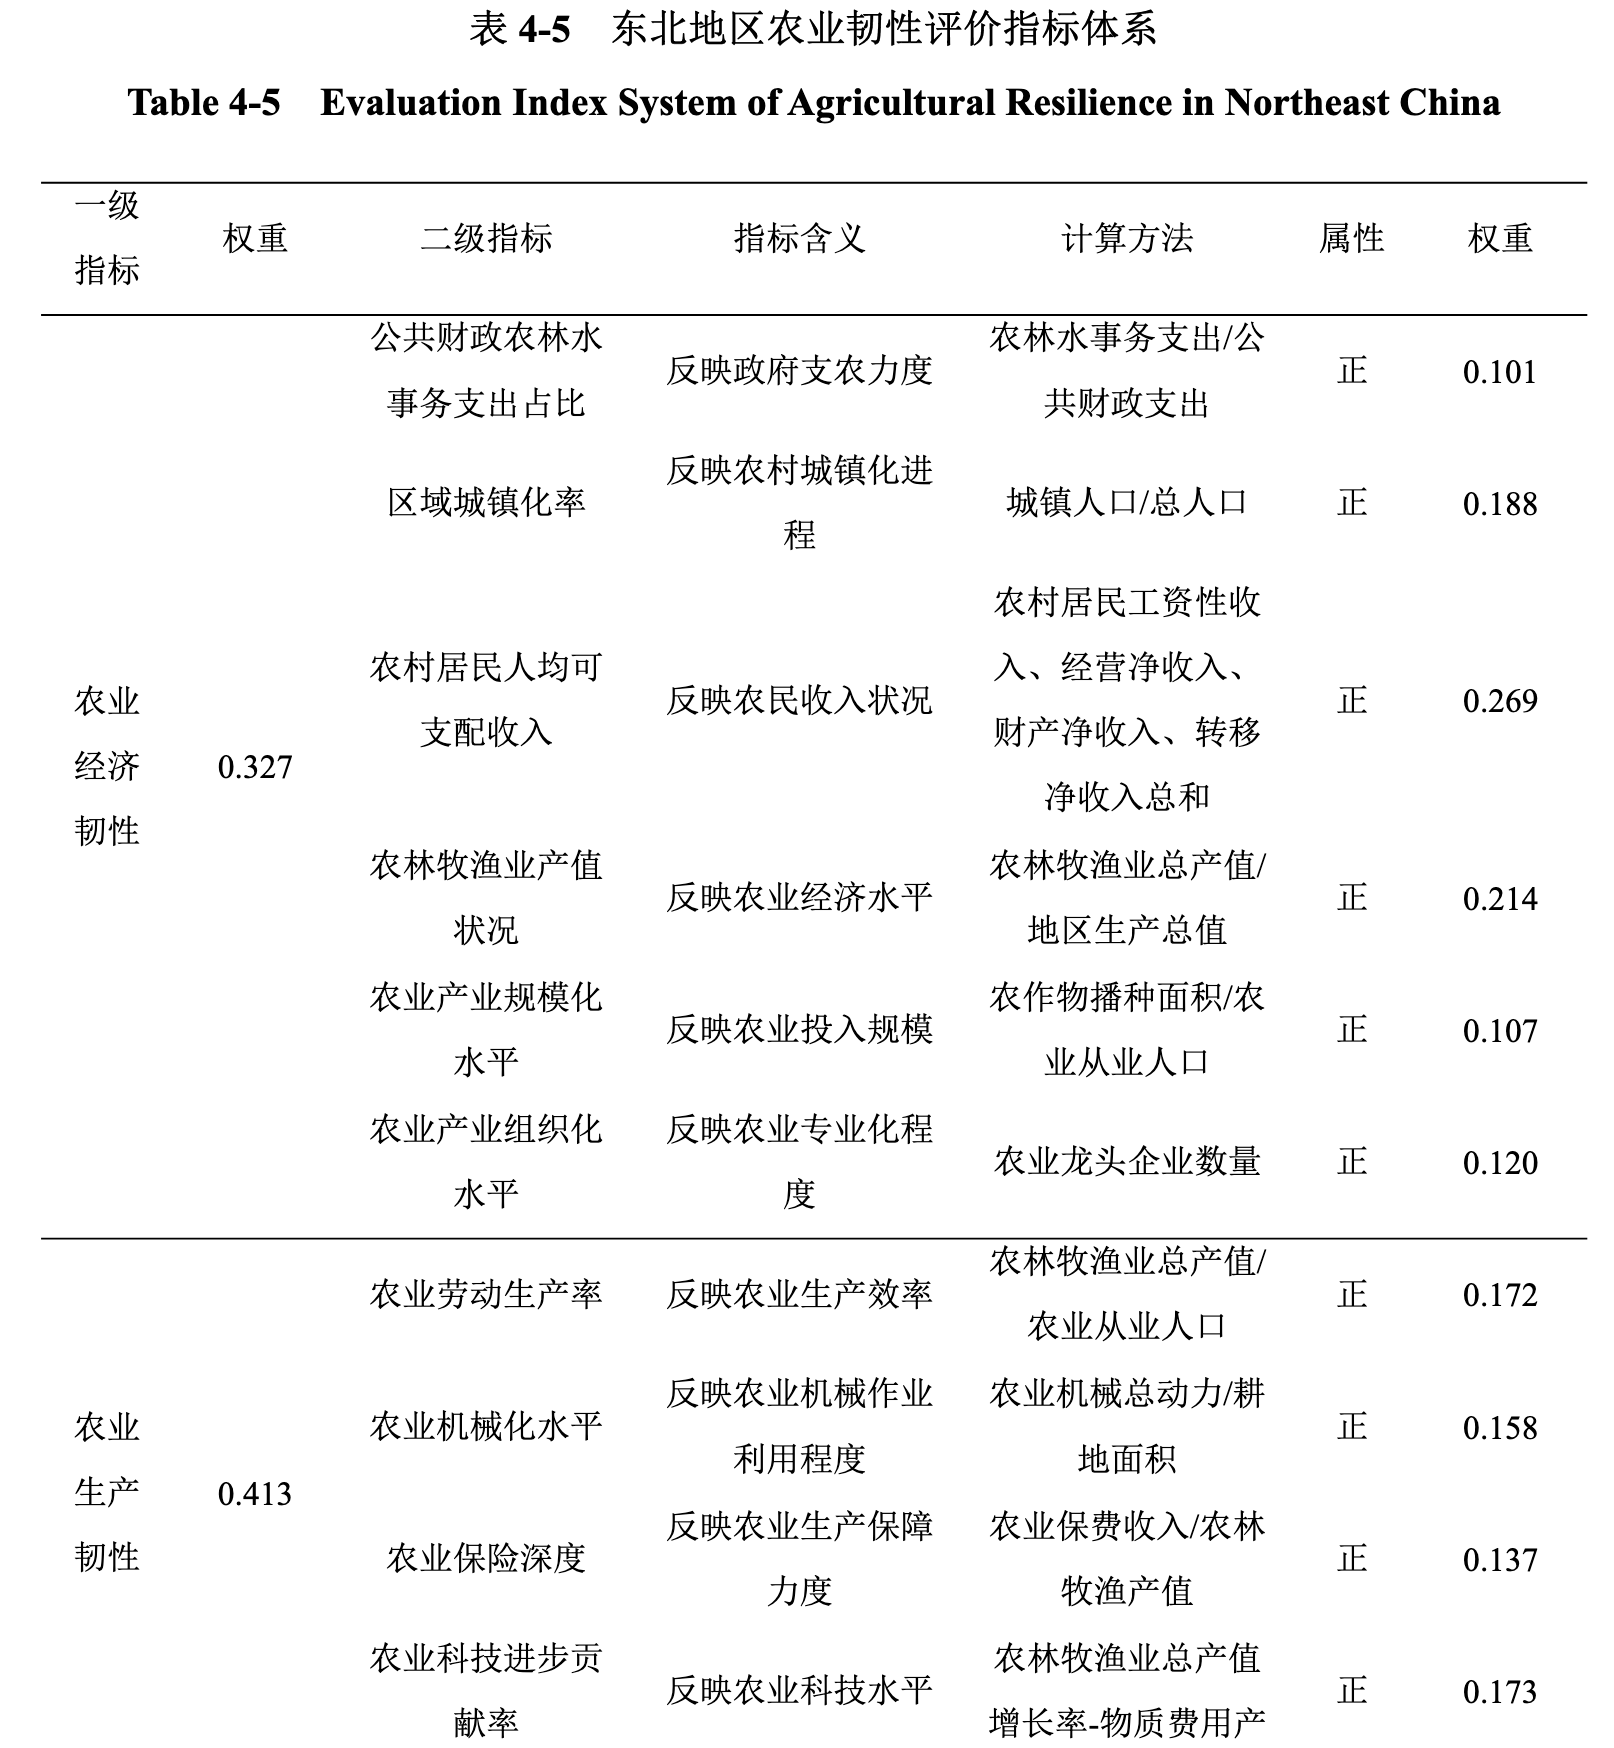 表 4-5 东北地区农业韧性评价指标体系
Table 4-5 Evaluation Index System of Agricultural Resilience in Northeast China
一级
指标
权重
二级指标
指标含义
计算方法
属性
权重
农业
经济
韧性
0.327
公共财政农林水
事务支出占比
反映政府支农力度
农林水事务支出/公
共财政支出
正
0.101
区域城镇化率
反映农村城镇化进
程
城镇人口/总人口
正
0.188
农村居民人均可
支配收入
反映农民收入状况
农村居民工资性收
入、经营净收入、
财产净收入、转移
净收入总和
正
0.269
农林牧渔业产值
状况
反映农业经济水平
农林牧渔业总产值/
地区生产总值
正
0.214
农业产业规模化
水平
反映农业投入规模
农作物播种面积/农
业从业人口
正
0.107
农业产业组织化
水平
反映农业专业化程
度
农业龙头企业数量
正
0.120
农业
生产
韧性
0.413
农业劳动生产率
反映农业生产效率
农林牧渔业总产值/
农业从业人口
正
0.172
农业机械化水平
反映农业机械作业
利用程度
农业机械总动力/耕
地面积
正
0.158
农业保险深度
反映农业生产保障
力度
农业保费收入/农林
牧渔产值
正
0.137
农业科技进步贡
献率
反映农业科技水平
农林牧渔业总产值
增长率-物质费用产
正
0.173